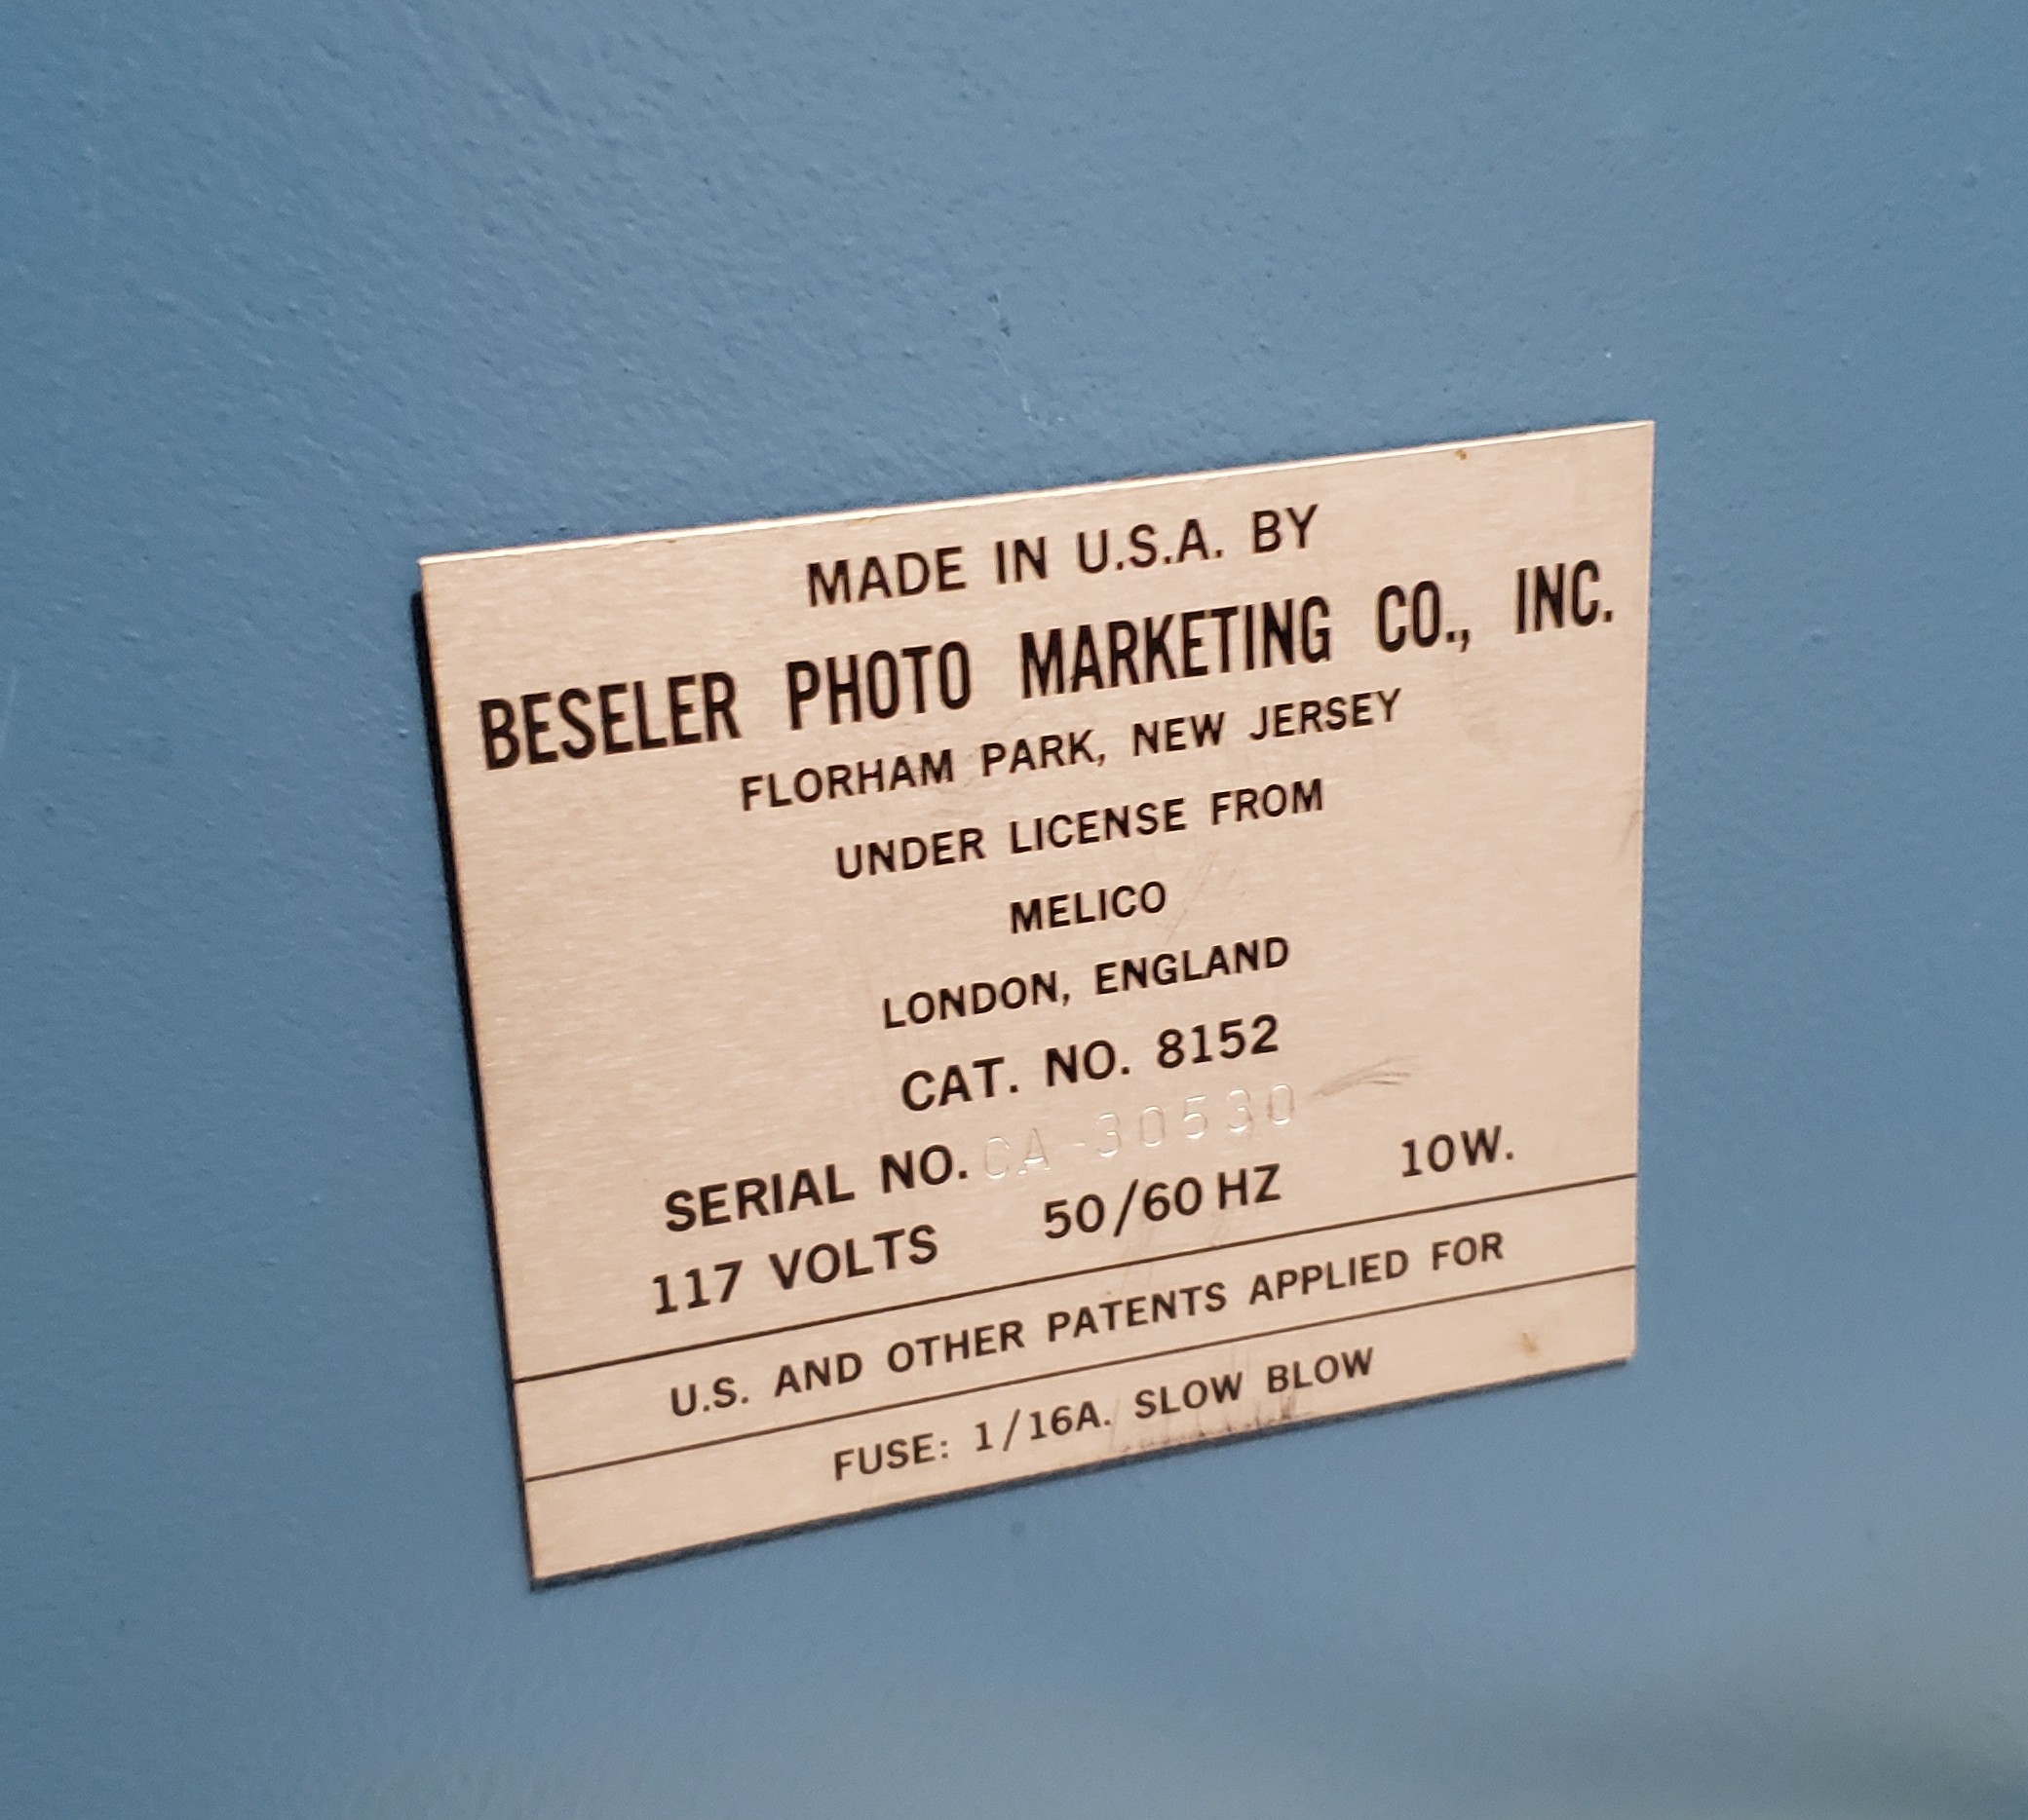 MADE IN U.S.A. BY
BESELER PHOTO MARKETING CO., INC.
FLORHAM PARK, NEW JERSEY
UNDER LICENSE FROM
MELICO
LONDON, ENGLAND
CAT. NO. 8152
SERIAL NO. CA-30530
117 VOLTS 50/60 HZ 10W.
U.S. AND OTHER PATENTS APPLIED FOR
FUSE: 1/16A. SLOW BLOW